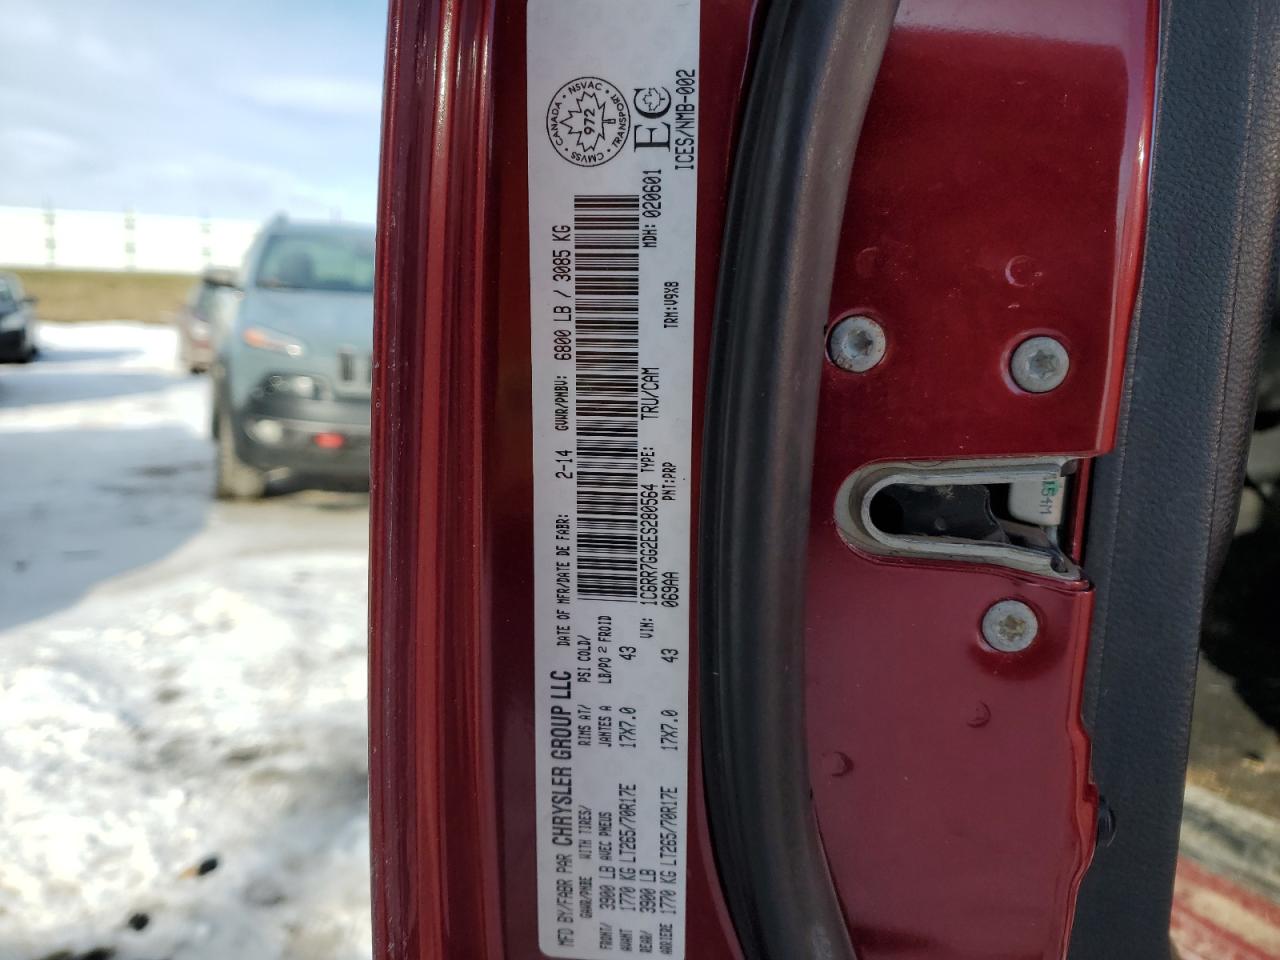 MFD BY/FABR PAR CHRYSLER GROUP LLC DATE OF MFR/DATE DE FABR: 2-14 GVWR/PNBV: 6800 LB / 3085 KG
GAWR/PNBE WITH TIRES/ RIMS AT/ PSI COLD/
FRONT/ 3900 LB AVEC PNEUS JANTES A LB/PO² FROID
AVANT 1770 KG LT265/70R17E 17X7.0 43
REAR/ 3900 LB
ARRIERE 1770 KG LT265/70R17E 17X7.0 43
VIN: 1C6RR7GG2ES280564 TYPE: TRU/CAM MDH: 020601
069AA PNT:PRP TRM:V9X8
CANADA • NSVAC • TRANSPORT • CMVSS
972
EC
ICES/NMB-002
154M